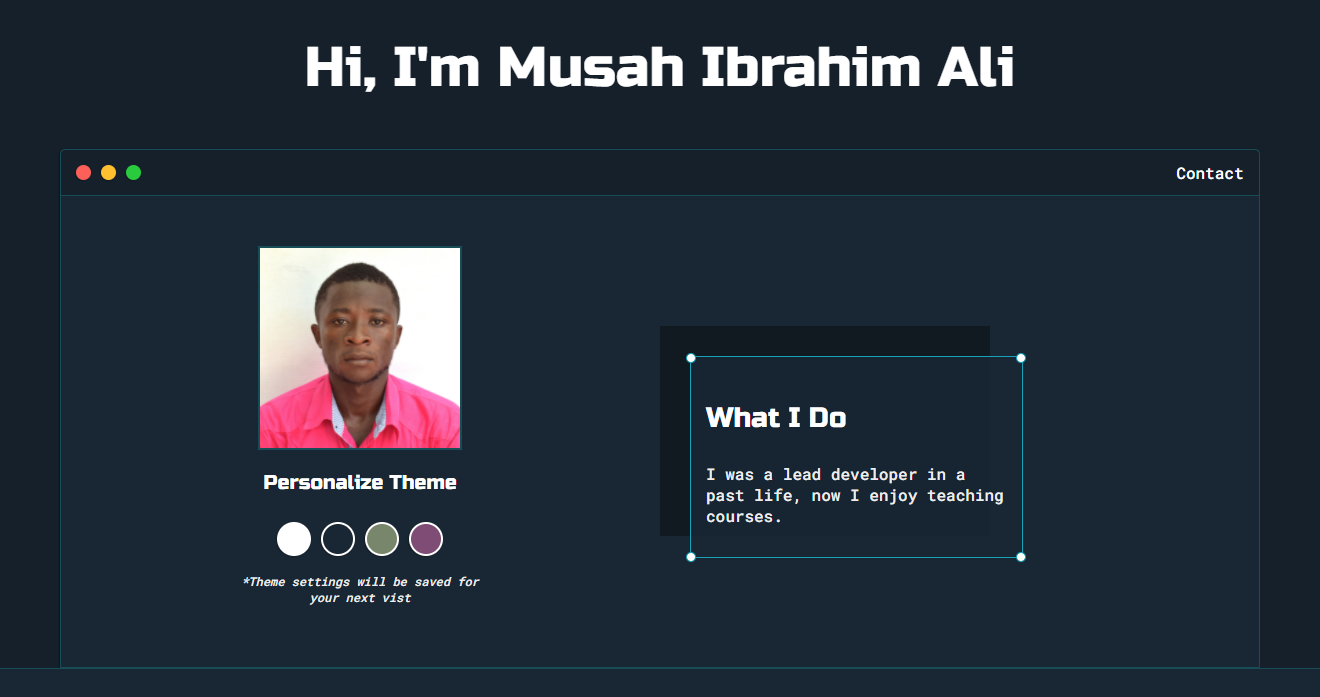 Hi, I'm Musah Ibrahim Ali
Contact
Personalize Theme
*Theme settings will be saved for
your next vist
What I Do
I was a lead developer in a
past life, now I enjoy teaching
courses.